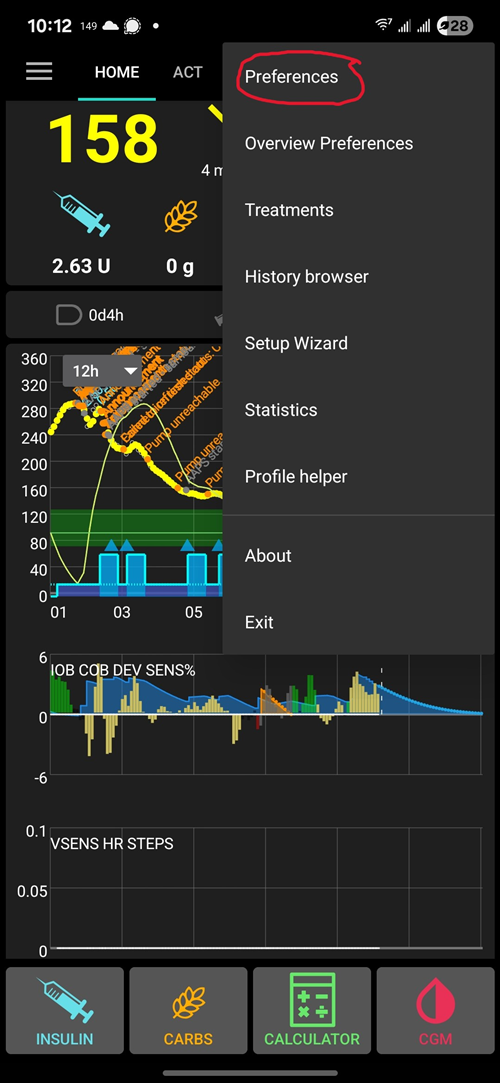 10:12 149 28
HOME ACT
Preferences
158
4 m
Overview Preferences
Treatments
2.63 U 0 g
History browser
0d4h
Setup Wizard
360
12h
320
280
Statistics
240
Pump unreachable
200
Profile helper
160
120
80
About
40
0
01 03 05
Exit
6
IOB COB DEV SENS%
0
-6
0.1
VSENS HR STEPS
0.05
0
INSULIN CARBS CALCULATOR CGM